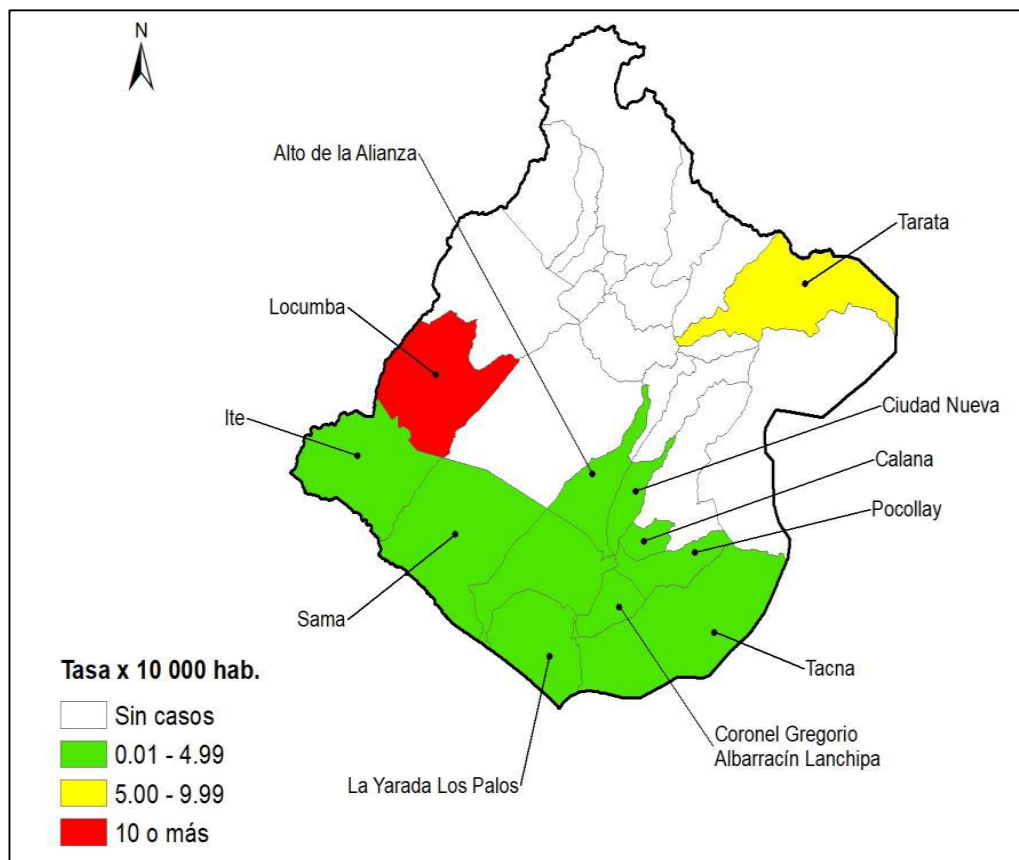 N
Alto de la Alianza
Tarata
Locumba
Ciudad Nueva
Ite
Calana
Pocollay
Sama
Tacna
Coronel Gregorio
Albarracín Lanchipa
La Yarada Los Palos
Tasa x 10 000 hab.
Sin casos
0.01 - 4.99
5.00 - 9.99
10 o más